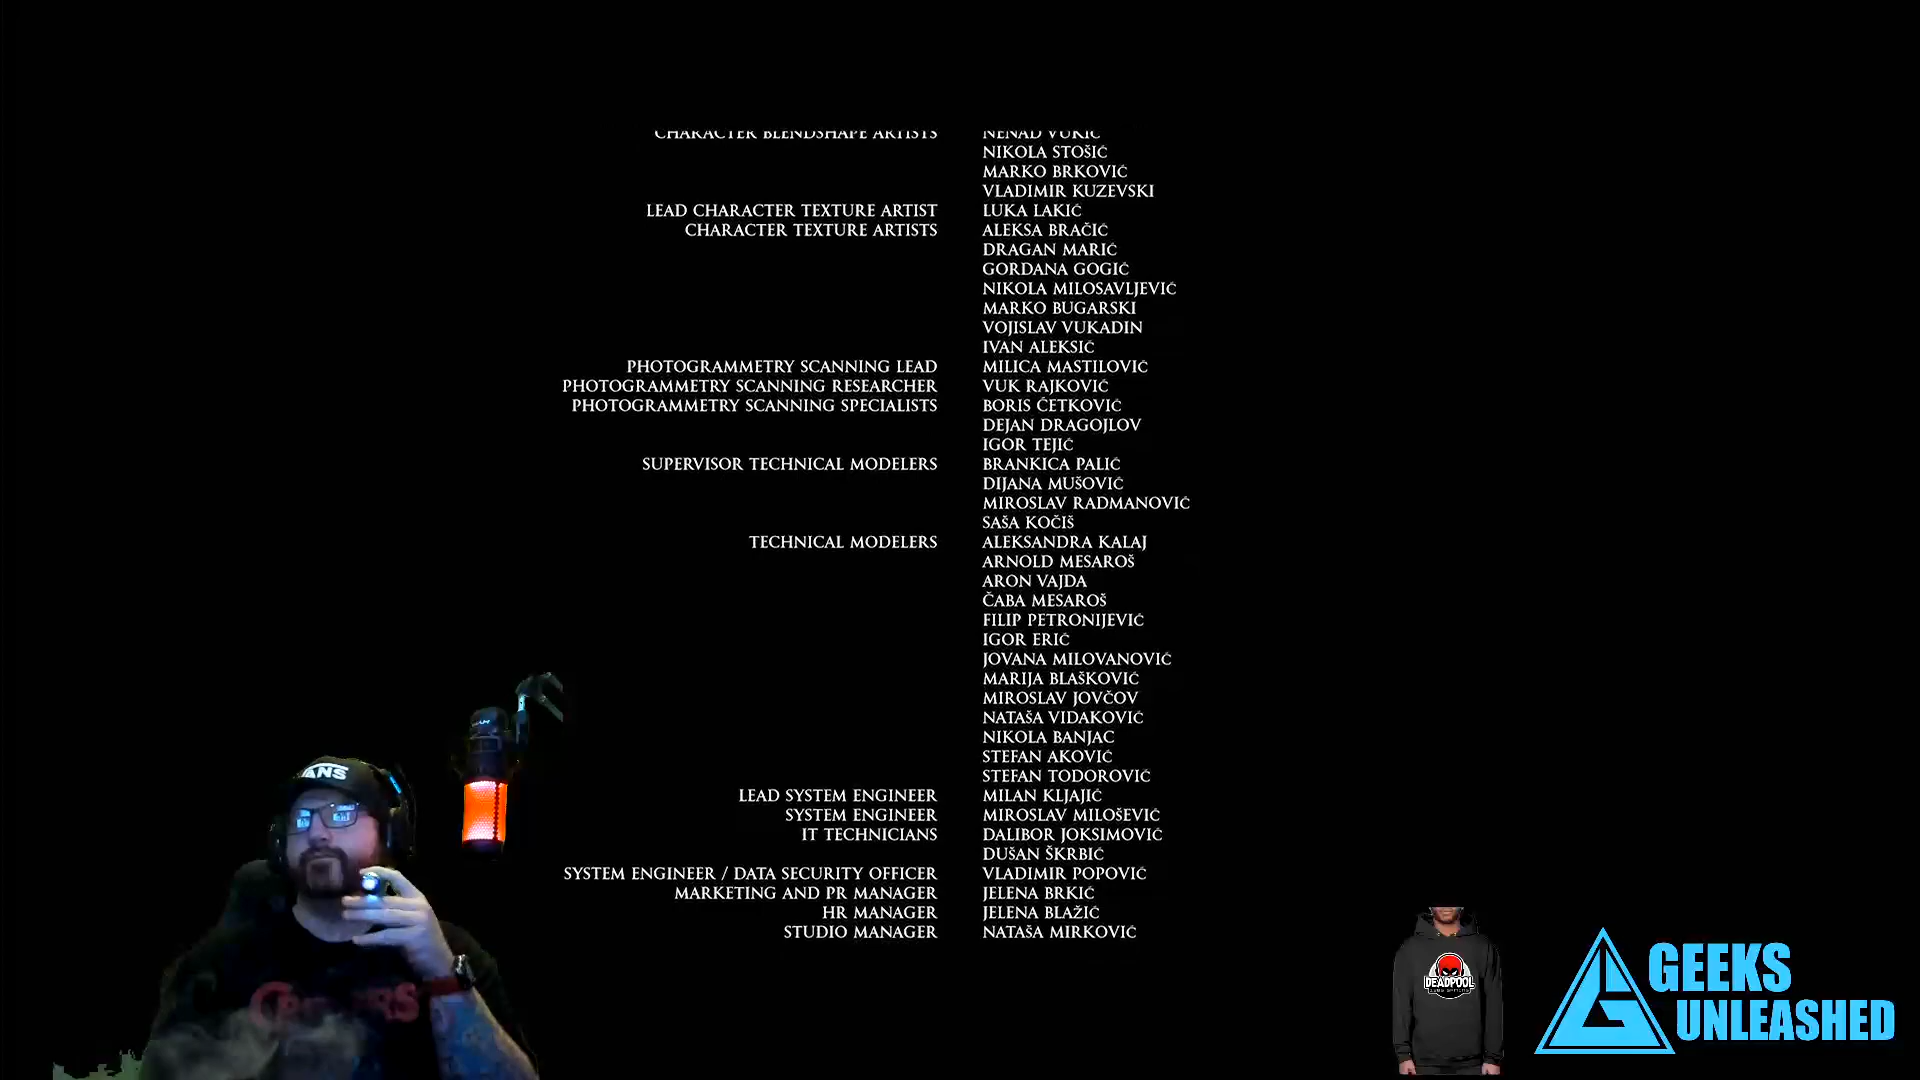 CHARACTER BLENDSHAPE ARTISTS NENAD VUKIĆ
NIKOLA STOŠIĆ
MARKO BRKOVIĆ
VLADIMIR KUZEVSKI
LEAD CHARACTER TEXTURE ARTIST LUKA LAKIĆ
CHARACTER TEXTURE ARTISTS ALEKSA BRAČIĆ
DRAGAN MARIĆ
GORDANA GOGIĆ
NIKOLA MILOSAVLJEVIĆ
MARKO BUGARSKI
VOJISLAV VUKADIN
IVAN ALEKSIĆ
PHOTOGRAMMETRY SCANNING LEAD MILICA MASTILOVIĆ
PHOTOGRAMMETRY SCANNING RESEARCHER VUK RAJKOVIĆ
PHOTOGRAMMETRY SCANNING SPECIALISTS BORIS ĆETKOVIĆ
DEJAN DRAGOJLOV
IGOR TEJIĆ
SUPERVISOR TECHNICAL MODELERS BRANKICA PALIĆ
DIJANA MUŠOVIĆ
MIROSLAV RADMANOVIĆ
SAŠA KOČIŠ
TECHNICAL MODELERS ALEKSANDRA KALAJ
ARNOLD MESAROŠ
ARON VAJDA
ČABA MESAROŠ
FILIP PETRONIJEVIĆ
IGOR ERIĆ
JOVANA MILOVANOVIĆ
MARIJA BLAŠKOVIĆ
MIROSLAV JOVČOV
NATAŠA VIDAKOVIĆ
NIKOLA BANJAC
STEFAN AKOVIĆ
STEFAN TODOROVIĆ
LEAD SYSTEM ENGINEER MILAN KLJAJIĆ
SYSTEM ENGINEER MIROSLAV MILOŠEVIĆ
IT TECHNICIANS DALIBOR JOKSIMOVIĆ
DUŠAN ŠKRBIĆ
SYSTEM ENGINEER / DATA SECURITY OFFICER VLADIMIR POPOVIĆ
MARKETING AND PR MANAGER JELENA BRKIĆ
HR MANAGER JELENA BLAŽIĆ
STUDIO MANAGER NATAŠA MIRKOVIĆ
DEADPOOL
GEEKS
UNLEASHED